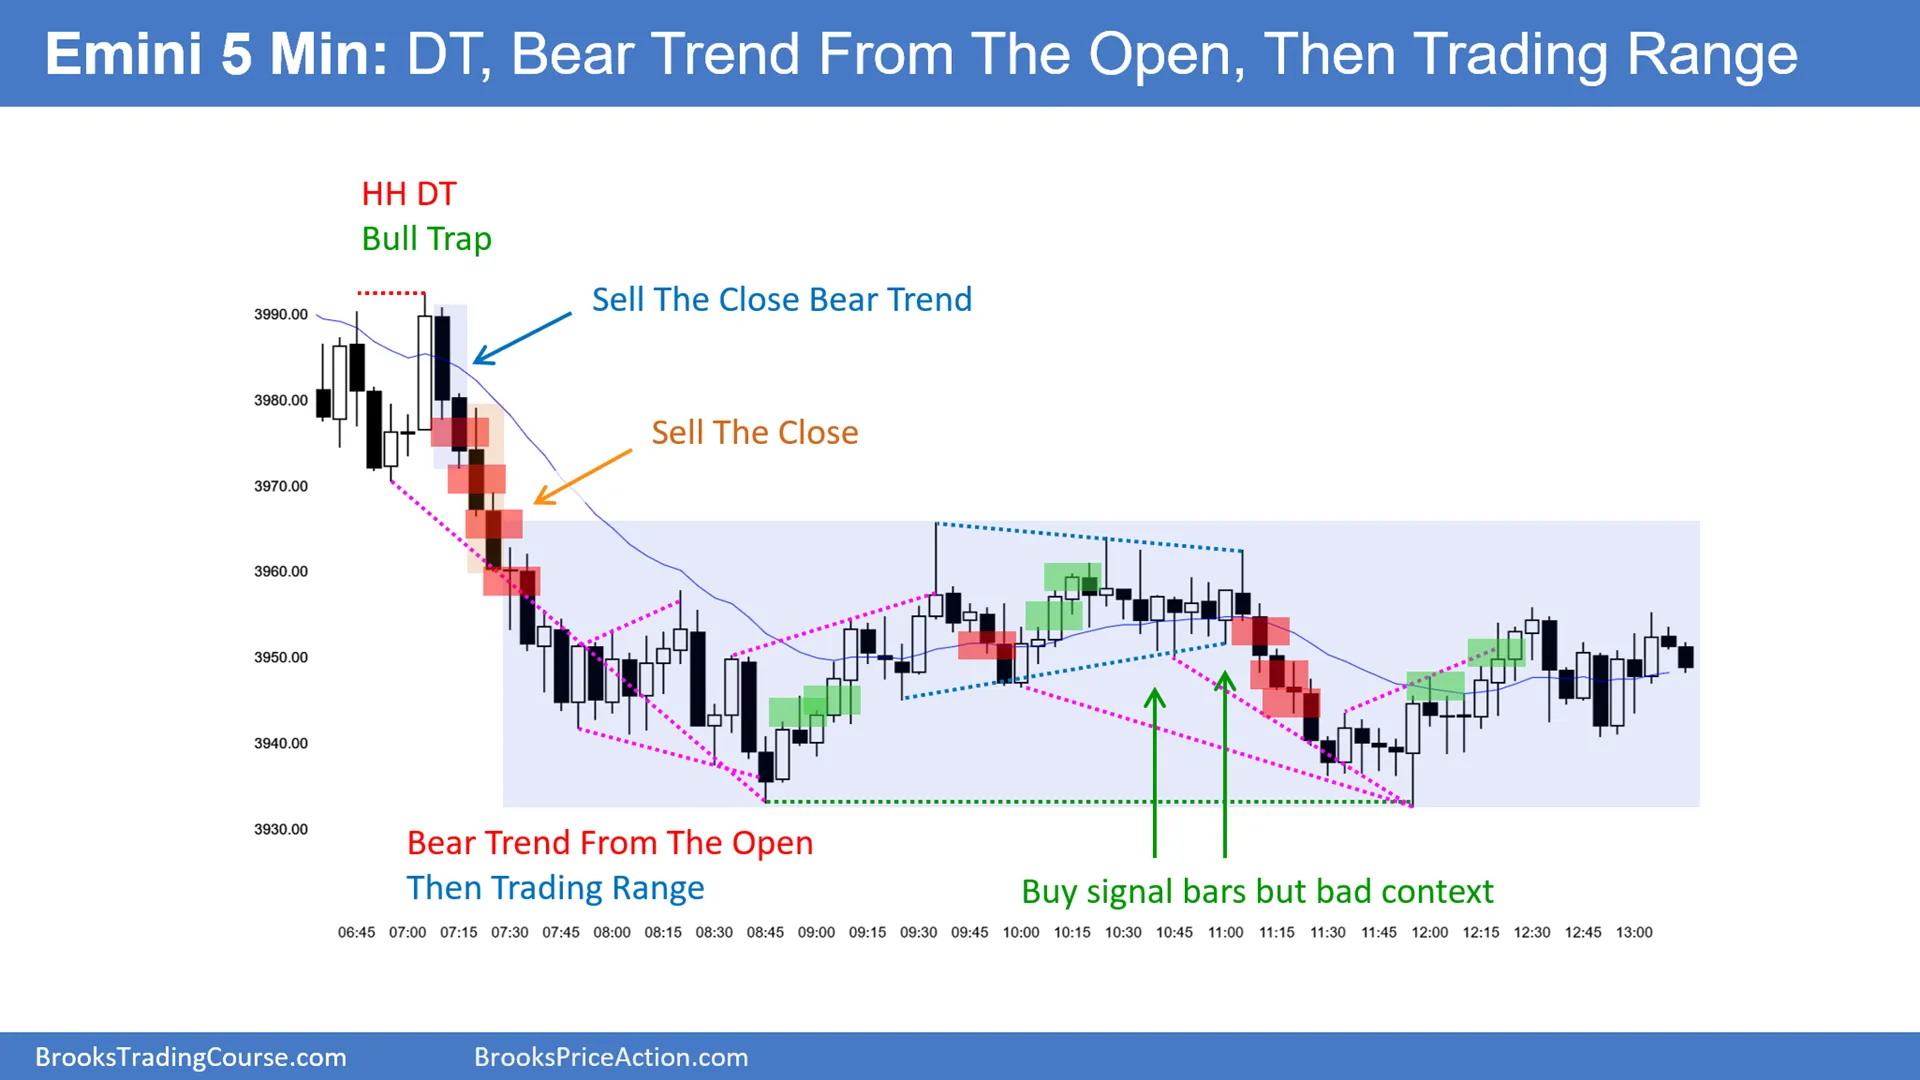 Emini 5 Min: DT, Bear Trend From The Open, Then Trading Range
HH DT
Bull Trap
Sell The Close Bear Trend
Sell The Close
3990.00
3980.00
3970.00
3960.00
3950.00
3940.00
3930.00
Bear Trend From The Open
Then Trading Range
Buy signal bars but bad context
06:45 07:00 07:15 07:30 07:45 08:00 08:15 08:30 08:45 09:00 09:15 09:30 09:45 10:00 10:15 10:30 10:45 11:00 11:15 11:30 11:45 12:00 12:15 12:30 12:45 13:00
BrooksTradingCourse.com BrooksPriceAction.com